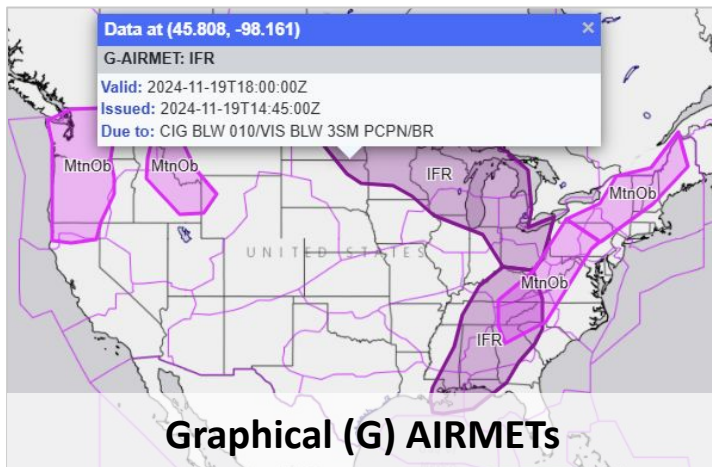 Data at (45.808, -98.161) ×
G-AIRMET: IFR
Valid: 2024-11-19T18:00:00Z
Issued: 2024-11-19T14:45:00Z
Due to: CIG BLW 010/VIS BLW 3SM PCPN/BR
MtnOb
MtnOb
IFR
MtnOb
UNITED STATES
MtnOb
IFR
Graphical (G) AIRMETs